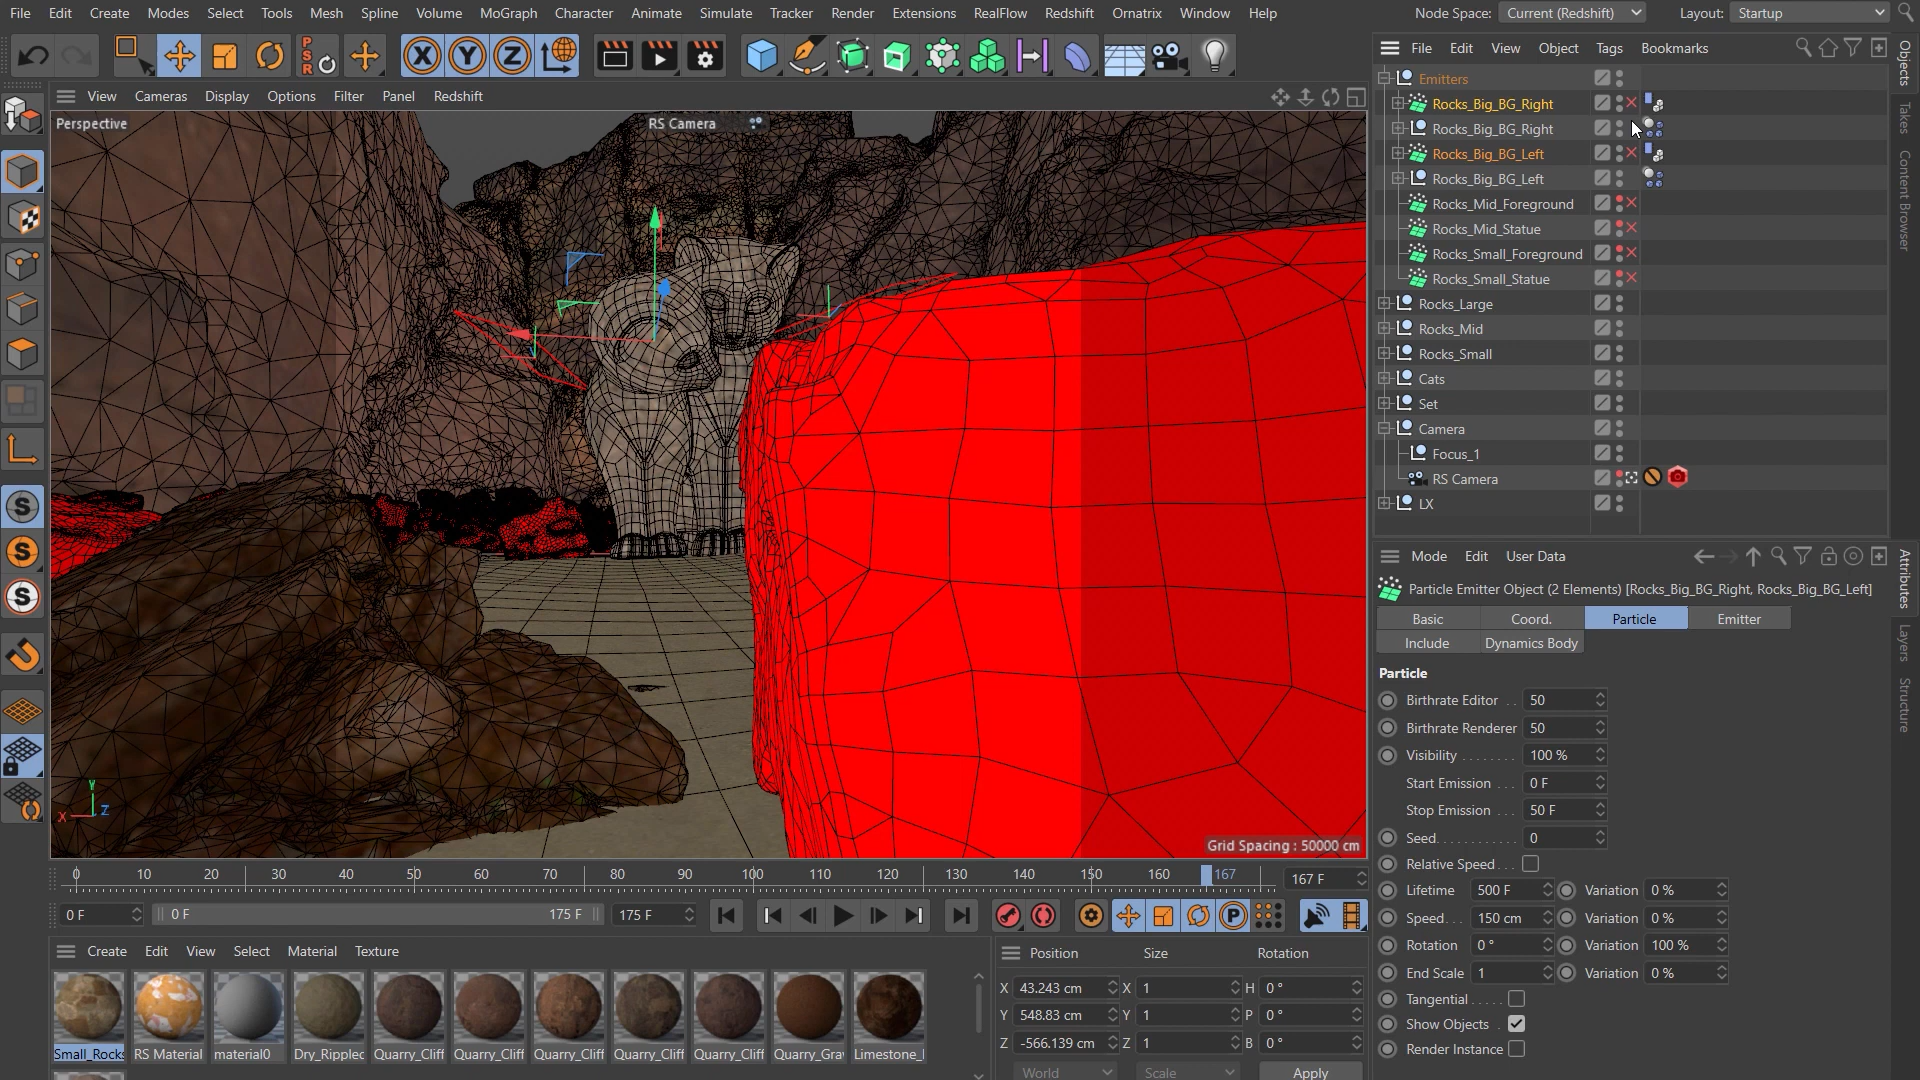 File Edit Create Modes Select Tools Mesh Spline Volume MoGraph Character Animate Simulate Tracker Render Extensions RealFlow Redshift Ornatrix Window Help Node Space: Current (Redshift) Layout: Startup
P
S
R
X Y Z
File Edit View Object Tags Bookmarks
View Cameras Display Options Filter Panel Redshift
Perspective
RS Camera
Emitters
Rocks_Big_BG_Right
Rocks_Big_BG_Right
Rocks_Big_BG_Left
Rocks_Big_BG_Left
Rocks_Mid_Foreground
Rocks_Mid_Statue
Rocks_Small_Foreground
Rocks_Small_Statue
Rocks_Large
Rocks_Mid
Rocks_Small
Cats
Set
Camera
Focus_1
RS Camera
LX
Objects
Takes
Content Browser
Attributes
Layers
Structure
Mode Edit User Data
Particle Emitter Object (2 Elements) [Rocks_Big_BG_Right, Rocks_Big_BG_Left]
Basic Coord. Particle Emitter
Include Dynamics Body
Particle
Birthrate Editor . . 50
Birthrate Renderer 50
Visibility . . . . . . . . 100 %
Start Emission . . . 0 F
Stop Emission . . . 50 F
Seed. . . . . . . . . . . . 0
Relative Speed . . .
Lifetime 500 F Variation 0 %
Speed. . . 150 cm Variation 0 %
Rotation 0 ° Variation 100 %
End Scale 1 Variation 0 %
Tangential . . . . .
Show Objects .
Render Instance
S
S
S
Y
X Z
Grid Spacing : 50000 cm
0 10 20 30 40 50 60 70 80 90 100 110 120 130 140 150 160 167 167 F
0 F 0 F 175 F 175 F P
Create Edit View Select Material Texture
Small_Rocks RS Material material0 Dry_Ripplec Quarry_Cliff Quarry_Cliff Quarry_Cliff Quarry_Cliff Quarry_Cliff Quarry_Gra Limestone_
Position Size Rotation
X 43.243 cm X 1 H 0 °
Y 548.83 cm Y 1 P 0 °
Z -566.139 cm Z 1 B 0 °
World Scale Apply